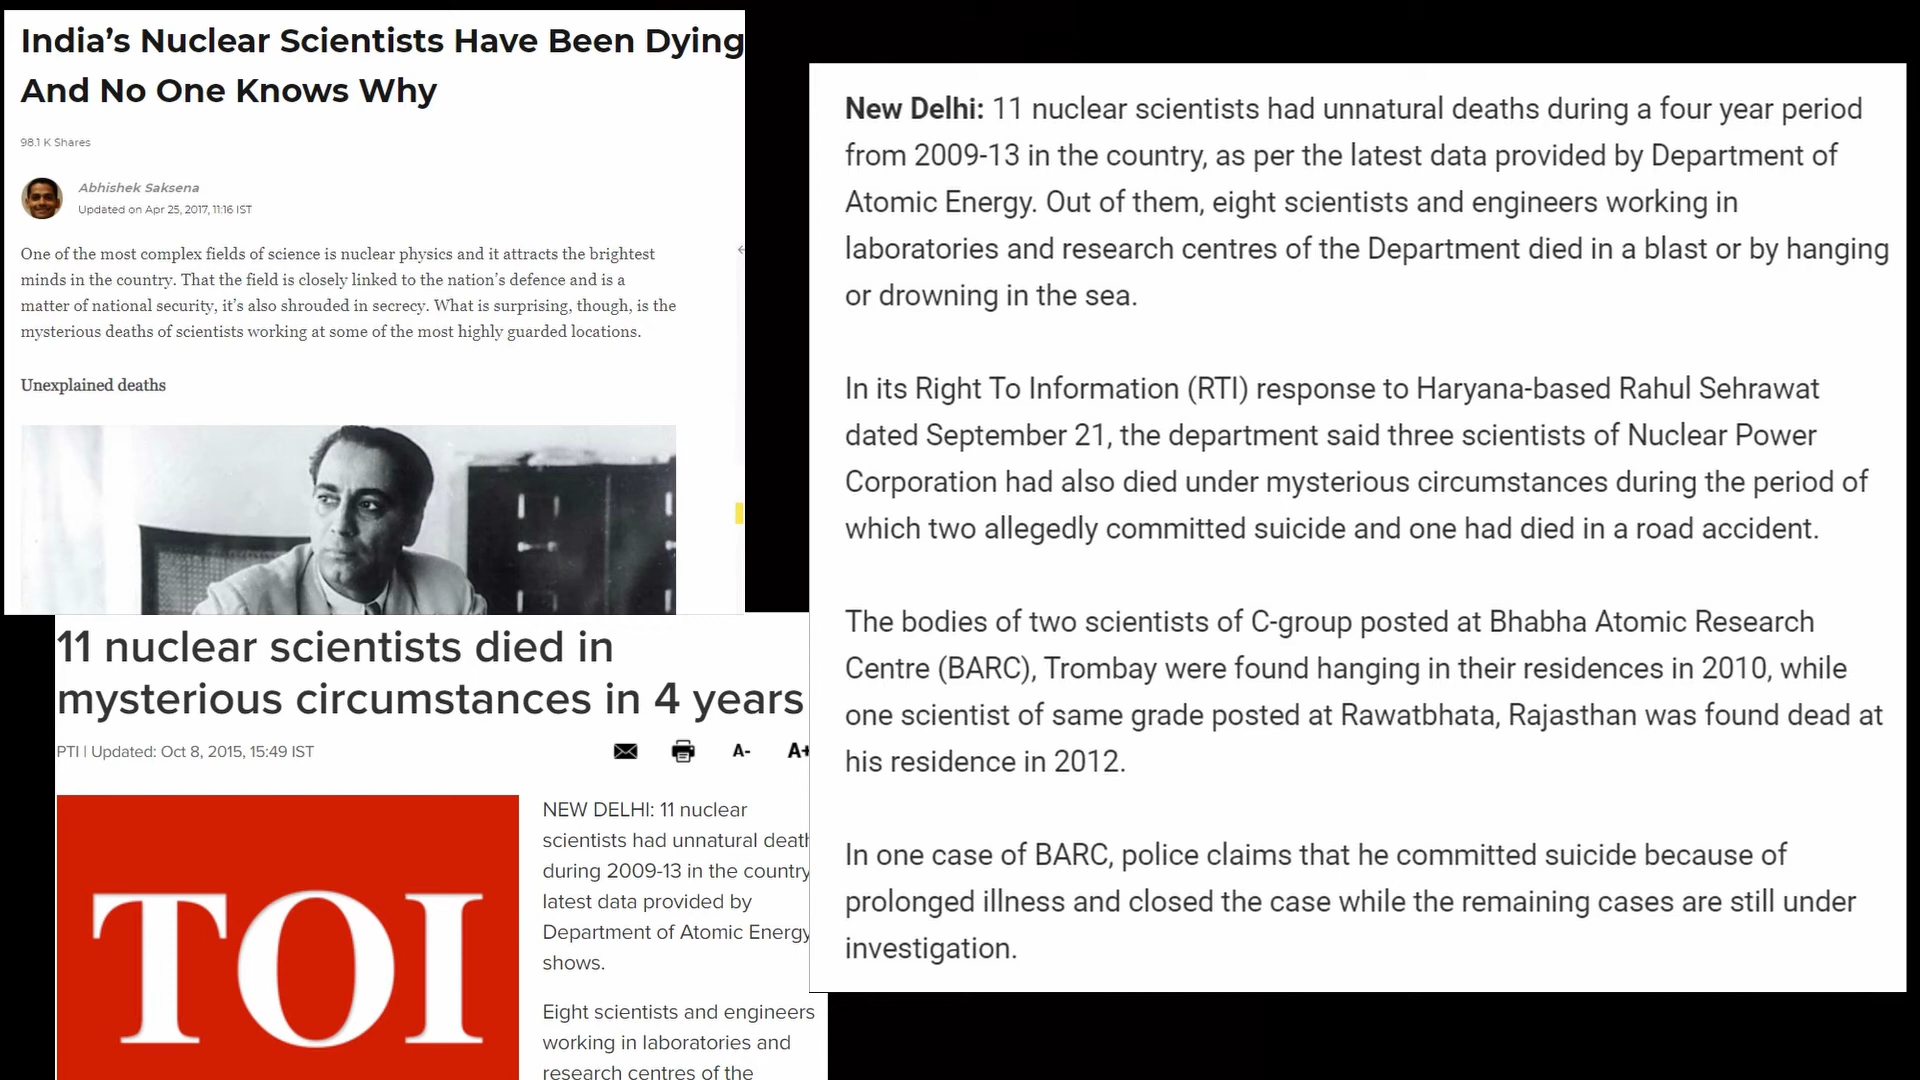 India’s Nuclear Scientists Have Been Dying
And No One Knows Why
98.1 K Shares
Abhishek Saksena
Updated on Apr 25, 2017, 11:16 IST
One of the most complex fields of science is nuclear physics and it attracts the brightest
minds in the country. That the field is closely linked to the nation’s defence and is a
matter of national security, it’s also shrouded in secrecy. What is surprising, though, is the
mysterious deaths of scientists working at some of the most highly guarded locations.
Unexplained deaths
11 nuclear scientists died in
mysterious circumstances in 4 years
PTI | Updated: Oct 8, 2015, 15:49 IST
A-
A+
TOI
NEW DELHI: 11 nuclear
scientists had unnatural death
during 2009-13 in the country
latest data provided by
Department of Atomic Energy
shows.
Eight scientists and engineers
working in laboratories and
research centres of the
New Delhi: 11 nuclear scientists had unnatural deaths during a four year period
from 2009-13 in the country, as per the latest data provided by Department of
Atomic Energy. Out of them, eight scientists and engineers working in
laboratories and research centres of the Department died in a blast or by hanging
or drowning in the sea.
In its Right To Information (RTI) response to Haryana-based Rahul Sehrawat
dated September 21, the department said three scientists of Nuclear Power
Corporation had also died under mysterious circumstances during the period of
which two allegedly committed suicide and one had died in a road accident.
The bodies of two scientists of C-group posted at Bhabha Atomic Research
Centre (BARC), Trombay were found hanging in their residences in 2010, while
one scientist of same grade posted at Rawatbhata, Rajasthan was found dead at
his residence in 2012.
In one case of BARC, police claims that he committed suicide because of
prolonged illness and closed the case while the remaining cases are still under
investigation.